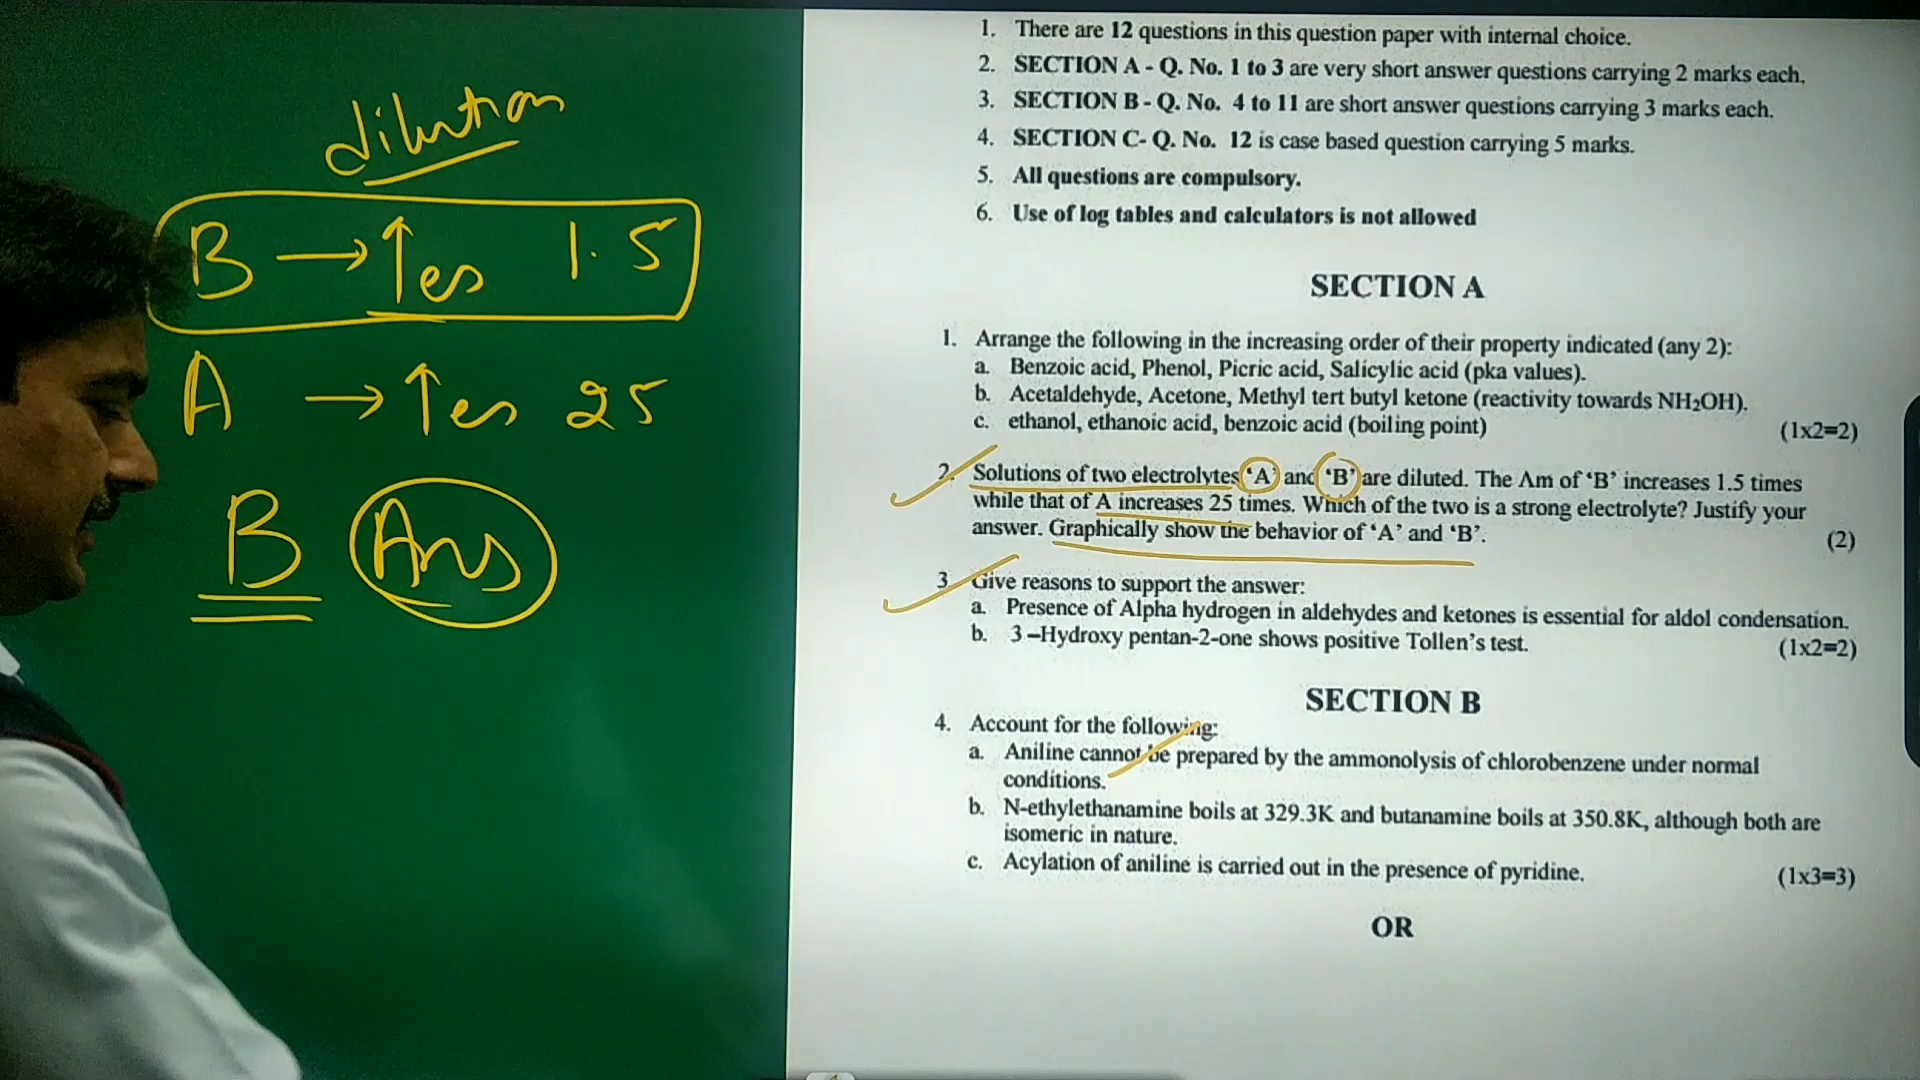 dilution
B → ↑es 1.5
A → ↑es 25
B Ans
1. There are 12 questions in this question paper with internal choice.
2. SECTION A - Q. No. 1 to 3 are very short answer questions carrying 2 marks each.
3. SECTION B - Q. No. 4 to 11 are short answer questions carrying 3 marks each.
4. SECTION C- Q. No. 12 is case based question carrying 5 marks.
5. All questions are compulsory.
6. Use of log tables and calculators is not allowed
SECTION A
1. Arrange the following in the increasing order of their property indicated (any 2):
a. Benzoic acid, Phenol, Picric acid, Salicylic acid (pka values).
b. Acetaldehyde, Acetone, Methyl tert butyl ketone (reactivity towards NH₂OH).
c. ethanol, ethanoic acid, benzoic acid (boiling point) (1x2=2)
2. Solutions of two electrolytes ‘A’ and ‘B’ are diluted. The Λm of ‘B’ increases 1.5 times
while that of A increases 25 times. Which of the two is a strong electrolyte? Justify your
answer. Graphically show the behavior of ‘A’ and ‘B’. (2)
3 Give reasons to support the answer:
a. Presence of Alpha hydrogen in aldehydes and ketones is essential for aldol condensation.
b. 3 –Hydroxy pentan-2-one shows positive Tollen’s test. (1x2=2)
SECTION B
4. Account for the following:
a. Aniline cannot be prepared by the ammonolysis of chlorobenzene under normal
conditions.
b. N-ethylethanamine boils at 329.3K and butanamine boils at 350.8K, although both are
isomeric in nature.
c. Acylation of aniline is carried out in the presence of pyridine. (1x3=3)
OR